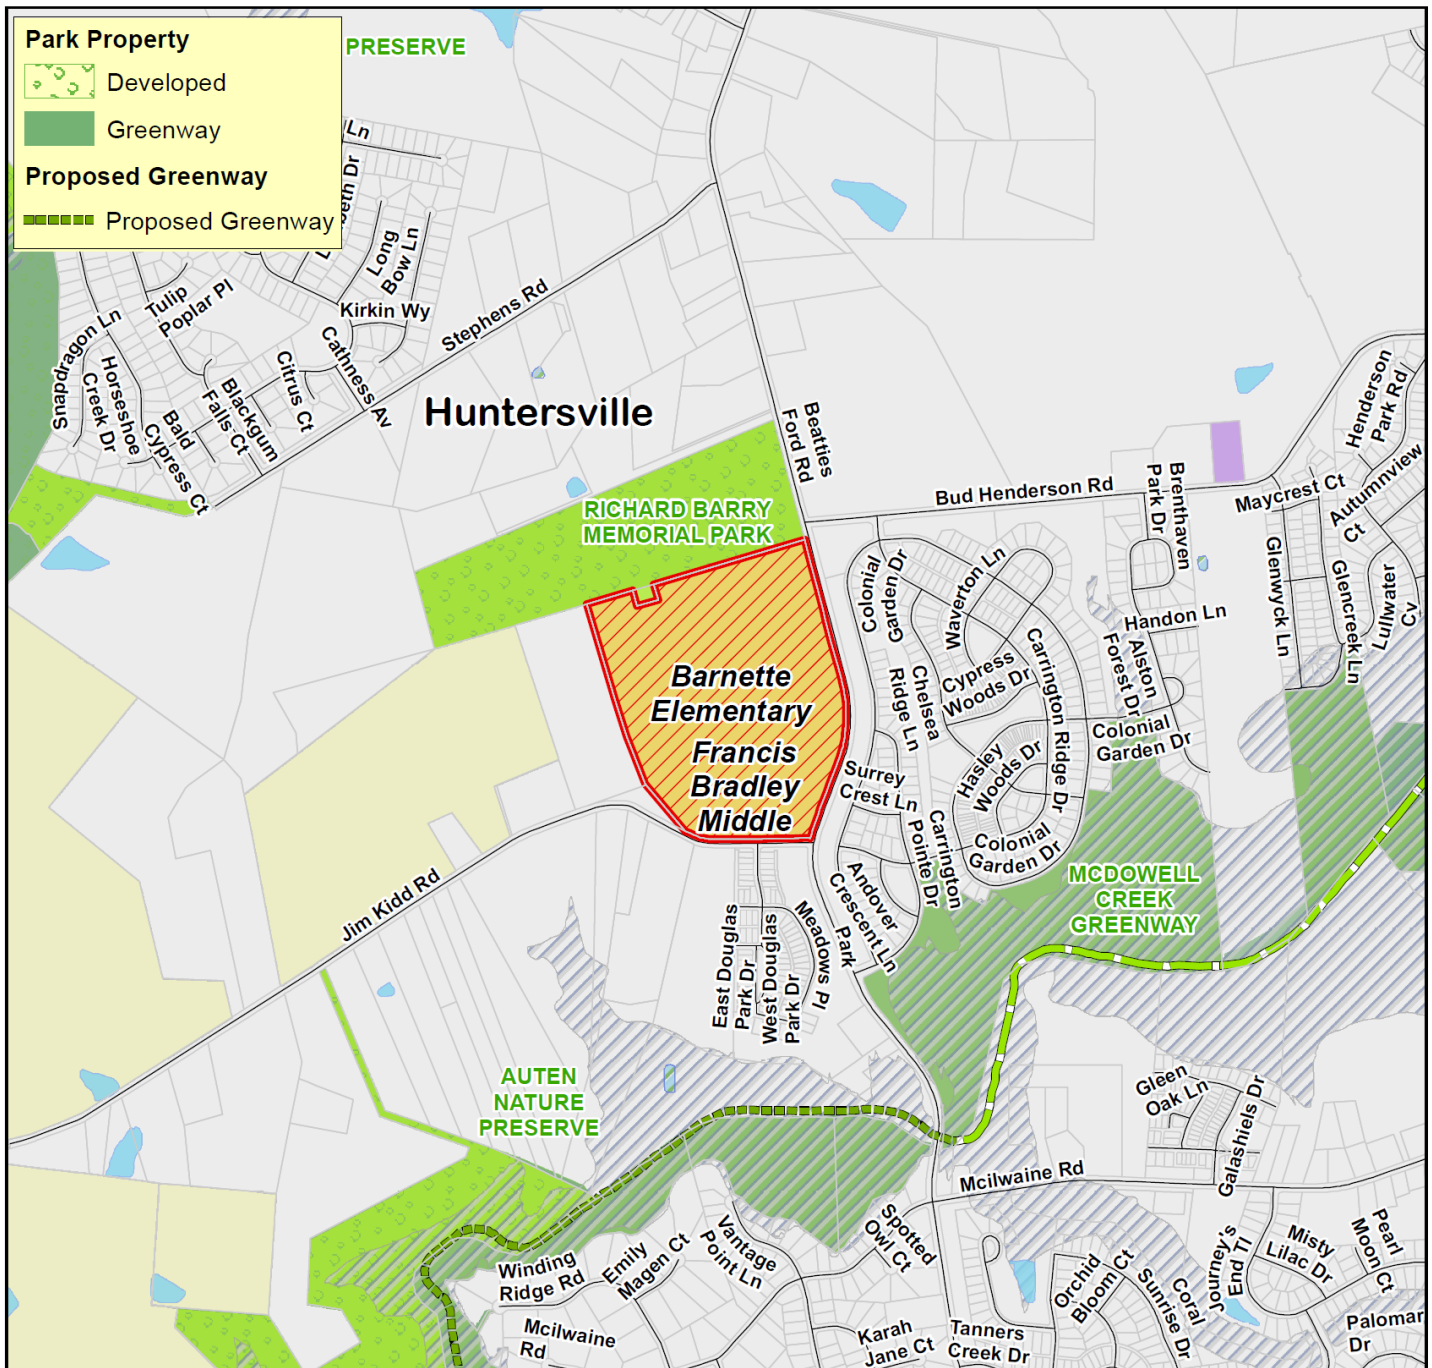 Park Property
Developed
Greenway
Proposed Greenway
Proposed Greenway
PRESERVE
Ln
Long
Bow Ln
Kirkin Wy
Tulip
Poplar Pl
Snapdragon Ln
Horseshoe
Creek Dr
Bald
Cypress Ct
Blackgum
Falls Ct
Citrus Ct
Cathness Av
Stephens Rd
Huntersville
Beatties
Ford Rd
RICHARD BARRY
MEMORIAL PARK
Bud Henderson Rd
Brenthaven
Park Dr
Henderson
Park Rd
Maycrest Ct
Autumnview
Ct
Glenwyck Ln
Glencreek Ln
Lullwater
Cv
Colonial
Garden Dr
Waverton Ln
Handon Ln
Alston
Forest Dr
Cypress
Woods Dr
Chelsea
Ridge Ln
Carrington Ridge Dr
Colonial
Garden Dr
Hasley
Woods Dr
Barnette
Elementary
Francis
Bradley
Middle
Surrey
Crest Ln
Carrington
Pointe Dr
Colonial
Garden Dr
Andover
Crescent Ln
MCDOWELL
CREEK
GREENWAY
Jim Kidd Rd
East Douglas
Park Dr
West Douglas
Park Dr
Meadows Pl
Park
AUTEN
NATURE
PRESERVE
Gleen
Oak Ln
Galashiels Dr
Mcilwaine Rd
Spotted
Owl Ct
Vantage
Point Ln
Emily
Magen Ct
Winding
Ridge Rd
Mcilwaine
Rd
Karah
Jane Ct
Tanners
Creek Dr
Orchid
Bloom Ct
Coral
Sunrise Dr
Journey's
End Tl
Misty
Lilac Dr
Pearl
Moon Ct
Palomar
Dr